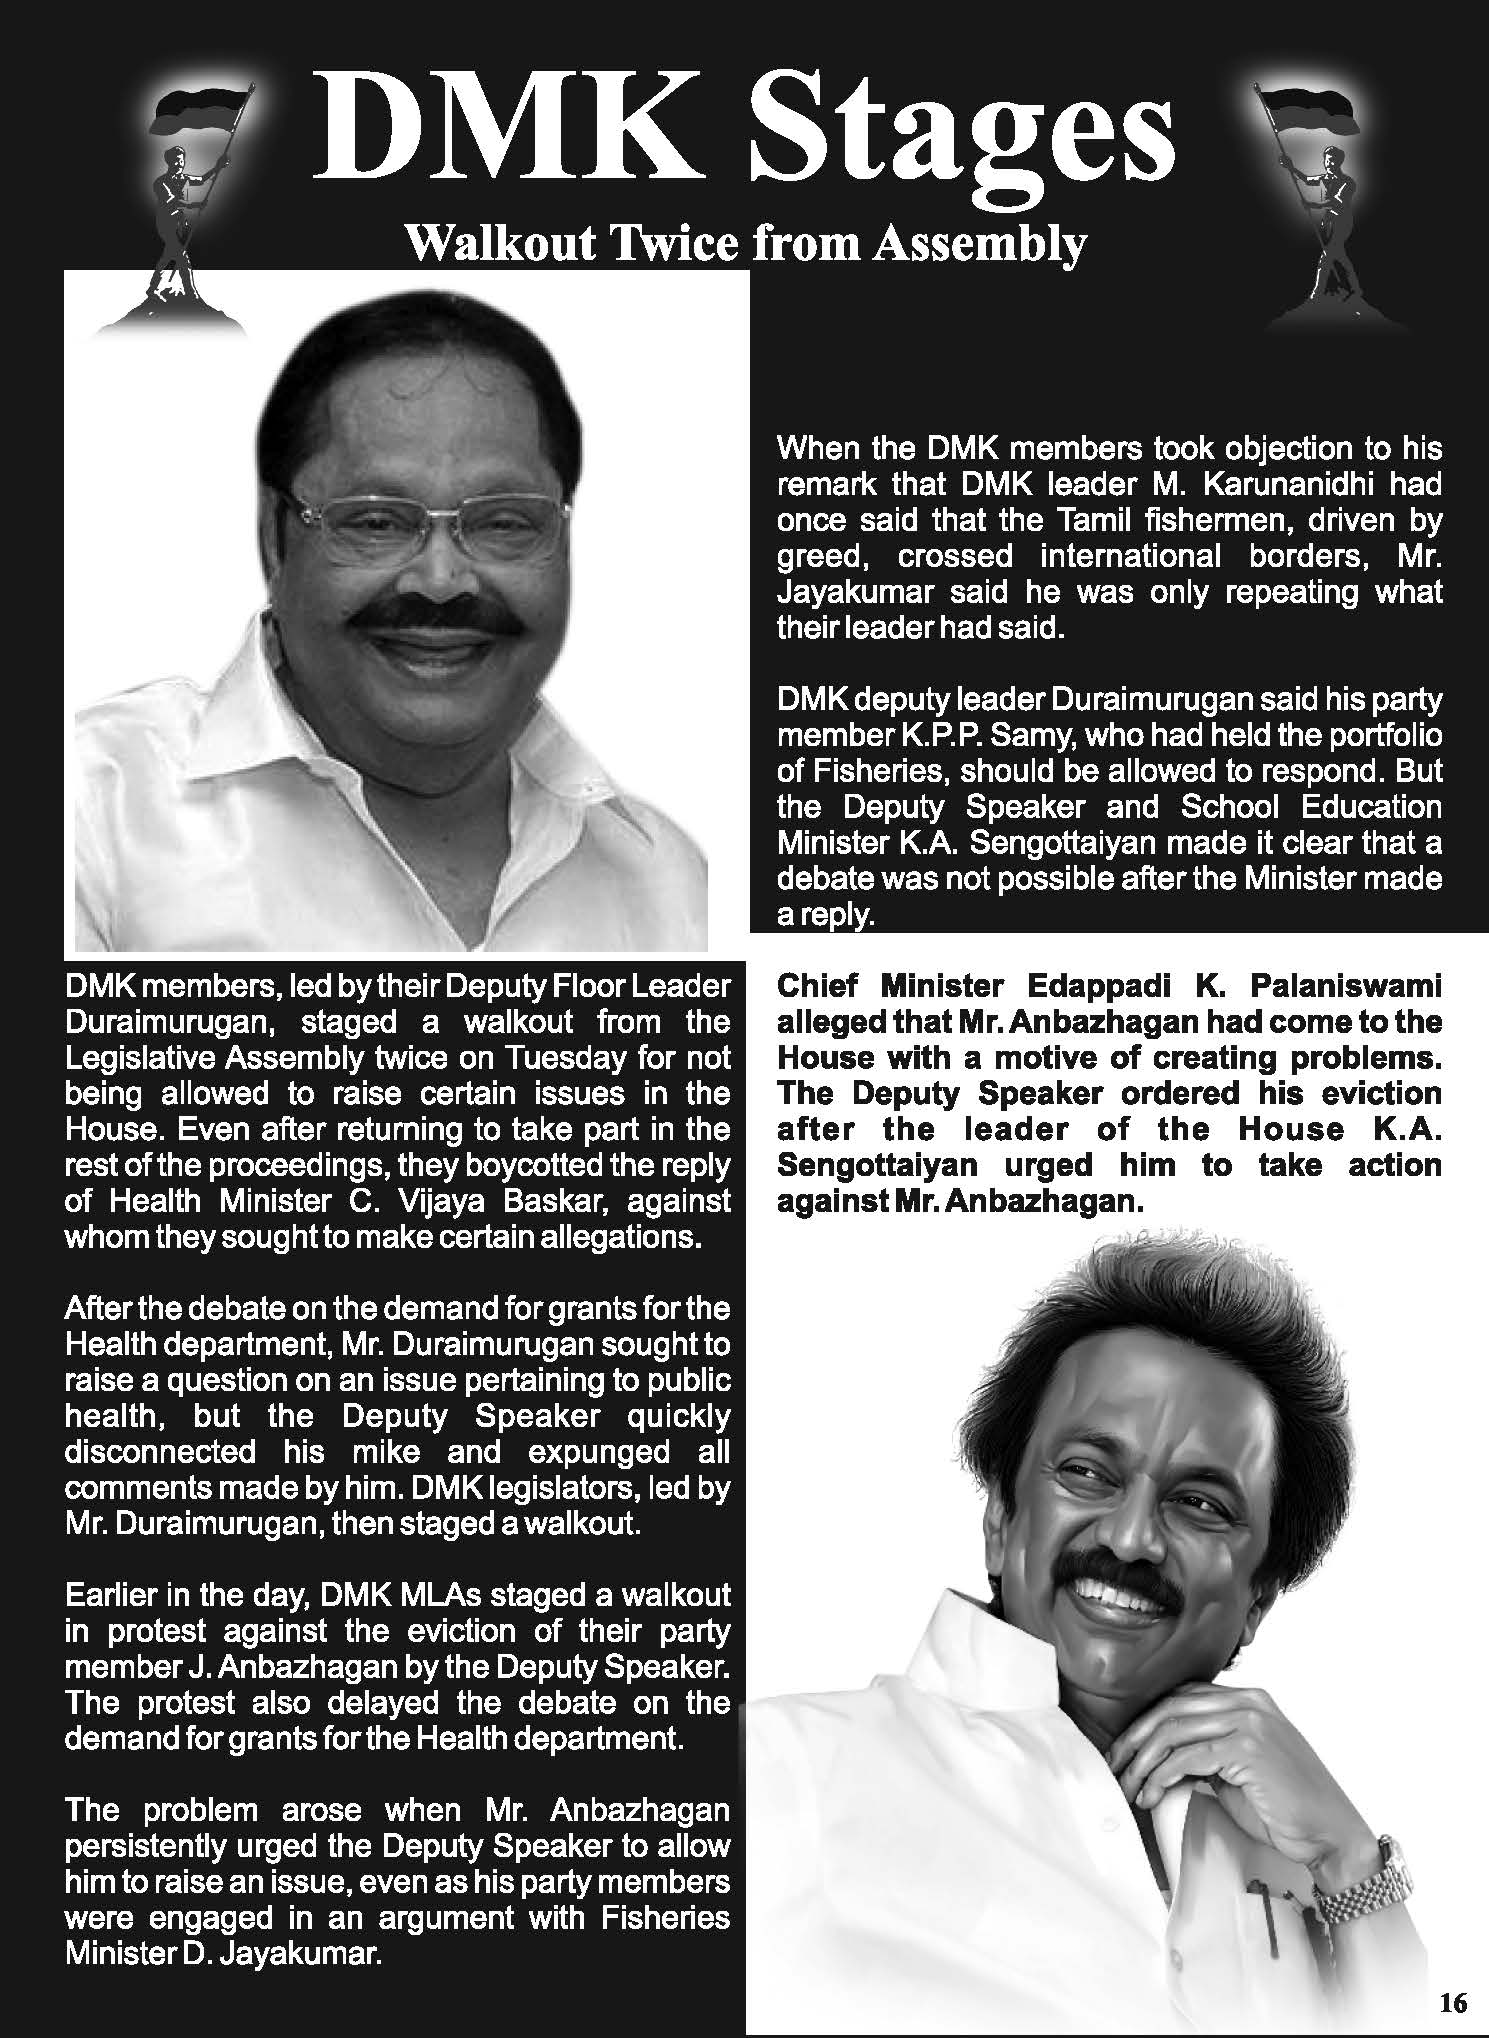 DMK Stages
Walkout Twice from Assembly
DMK members, led by their Deputy Floor Leader
Duraimurugan, staged a walkout from the
Legislative Assembly twice on Tuesday for not
being allowed to raise certain issues in the
House. Even after returning to take part in the
rest of the proceedings, they boycotted the reply
of Health Minister C. Vijaya Baskar, against
whom they sought to make certain allegations.
After the debate on the demand for grants for the
Health department, Mr. Duraimurugan sought to
raise a question on an issue pertaining to public
health, but the Deputy Speaker quickly
disconnected his mike and expunged all
comments made by him. DMK legislators, led by
Mr. Duraimurugan, then staged a walkout.
Earlier in the day, DMK MLAs staged a walkout
in protest against the eviction of their party
member J. Anbazhagan by the Deputy Speaker.
The protest also delayed the debate on the
demand for grants for the Health department.
The problem arose when Mr. Anbazhagan
persistently urged the Deputy Speaker to allow
him to raise an issue, even as his party members
were engaged in an argument with Fisheries
Minister D. Jayakumar.
When the DMK members took objection to his
remark that DMK leader M. Karunanidhi had
once said that the Tamil fishermen, driven by
greed, crossed international borders, Mr.
Jayakumar said he was only repeating what
their leader had said.
DMK deputy leader Duraimurugan said his party
member K.P.P. Samy, who had held the portfolio
of Fisheries, should be allowed to respond. But
the Deputy Speaker and School Education
Minister K.A. Sengottaiyan made it clear that a
debate was not possible after the Minister made
a reply.
Chief Minister Edappadi K. Palaniswami
alleged that Mr. Anbazhagan had come to the
House with a motive of creating problems.
The Deputy Speaker ordered his eviction
after the leader of the House K.A.
Sengottaiyan urged him to take action
against Mr. Anbazhagan.
16